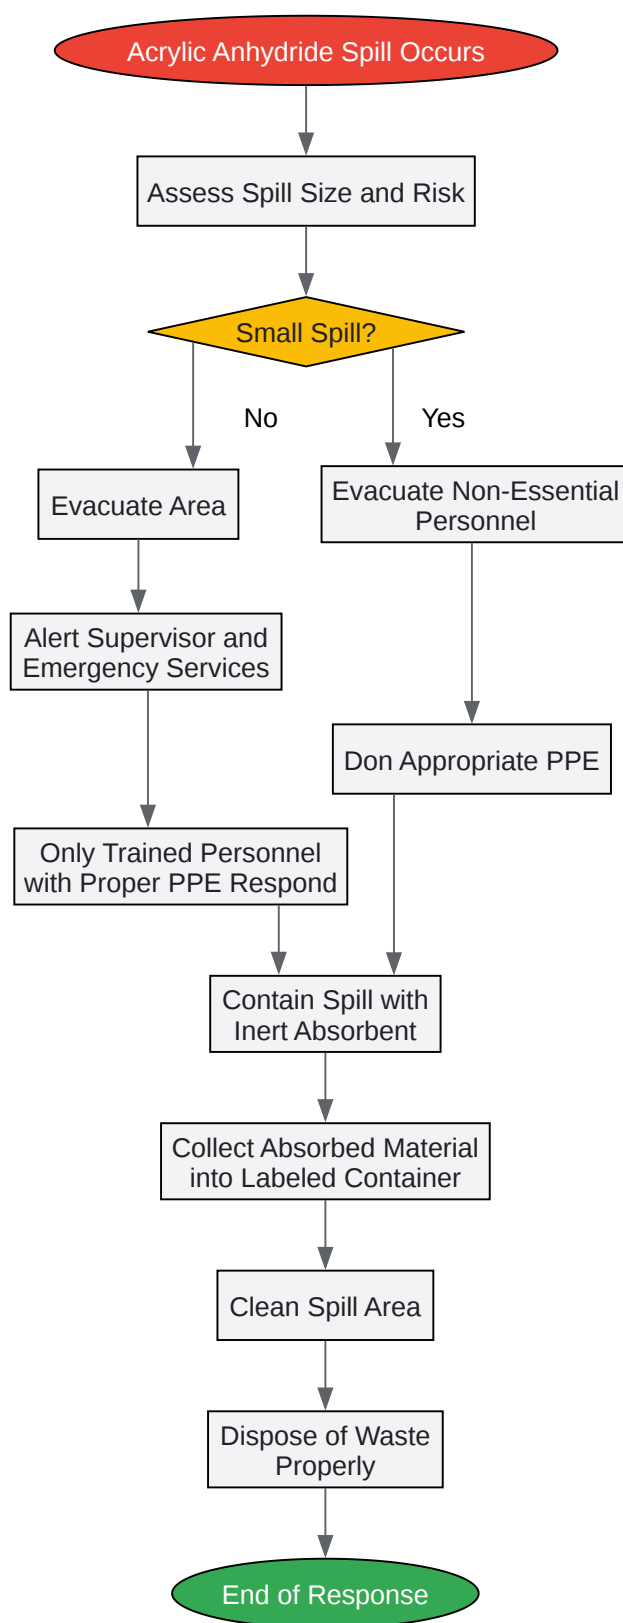 Acrylic Anhydride Spill Occurs
Assess Spill Size and Risk
Small Spill?
No
Yes
Evacuate Area
Evacuate Non-Essential
Personnel
Alert Supervisor and
Emergency Services
Don Appropriate PPE
Only Trained Personnel
with Proper PPE Respond
Contain Spill with
Inert Absorbent
Collect Absorbed Material
into Labeled Container
Clean Spill Area
Dispose of Waste
Properly
End of Response